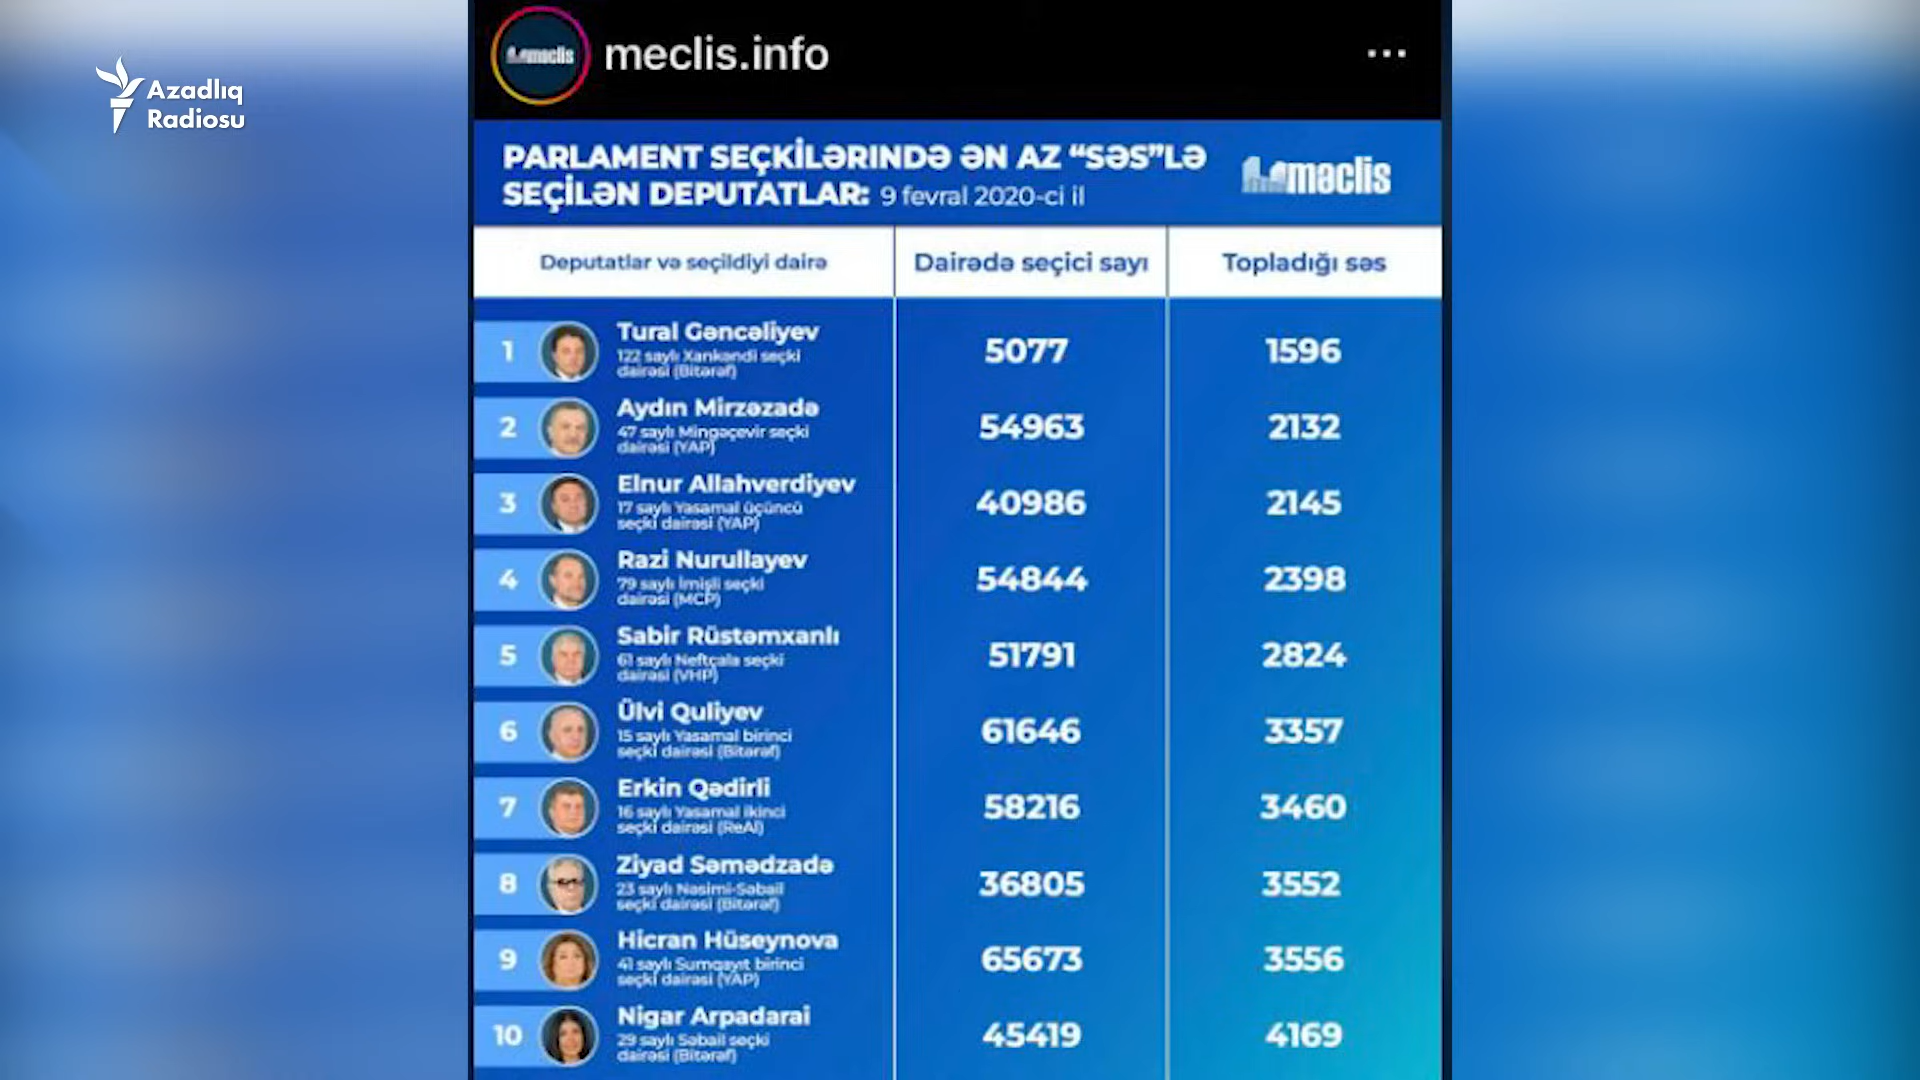 Azadlıq
Radiosu
məclis
meclis.info
PARLAMENT SEÇKİLƏRINDƏ ƏN AZ “SƏS”LƏ
SEÇİLƏN DEPUTATLAR: 9 fevral 2020-ci il
məclis
Deputatlar və seçildiyi dairə
Dairədə seçici sayı
Topladığı səs
1
Tural Gəncəliyev
122 saylı Xankəndi seçki
dairəsi (Bitərəf)
5077
1596
2
Aydın Mirzəzadə
47 saylı Mingəçevir seçki
dairəsi (YAP)
54963
2132
3
Elnur Allahverdiyev
17 saylı Yasamal üçüncü
seçki dairəsi (YAP)
40986
2145
4
Razi Nurullayev
79 saylı İmişli seçki
dairəsi (MCP)
54844
2398
5
Sabir Rüstəmxanlı
61 saylı Neftçala seçki
dairəsi (VHP)
51791
2824
6
Ülvi Quliyev
15 saylı Yasamal birinci
seçki dairəsi (Bitərəf)
61646
3357
7
Erkin Qədirli
16 saylı Yasamal ikinci
seçki dairəsi (ReAl)
58216
3460
8
Ziyad Səmədzadə
23 saylı Nəsimi-Səbail
seçki dairəsi (Bitərəf)
36805
3552
9
Hicran Hüseynova
41 saylı Sumqayıt birinci
seçki dairəsi (YAP)
65673
3556
10
Nigar Arpadarai
29 saylı Səbail seçki
dairəsi (Bitərəf)
45419
4169